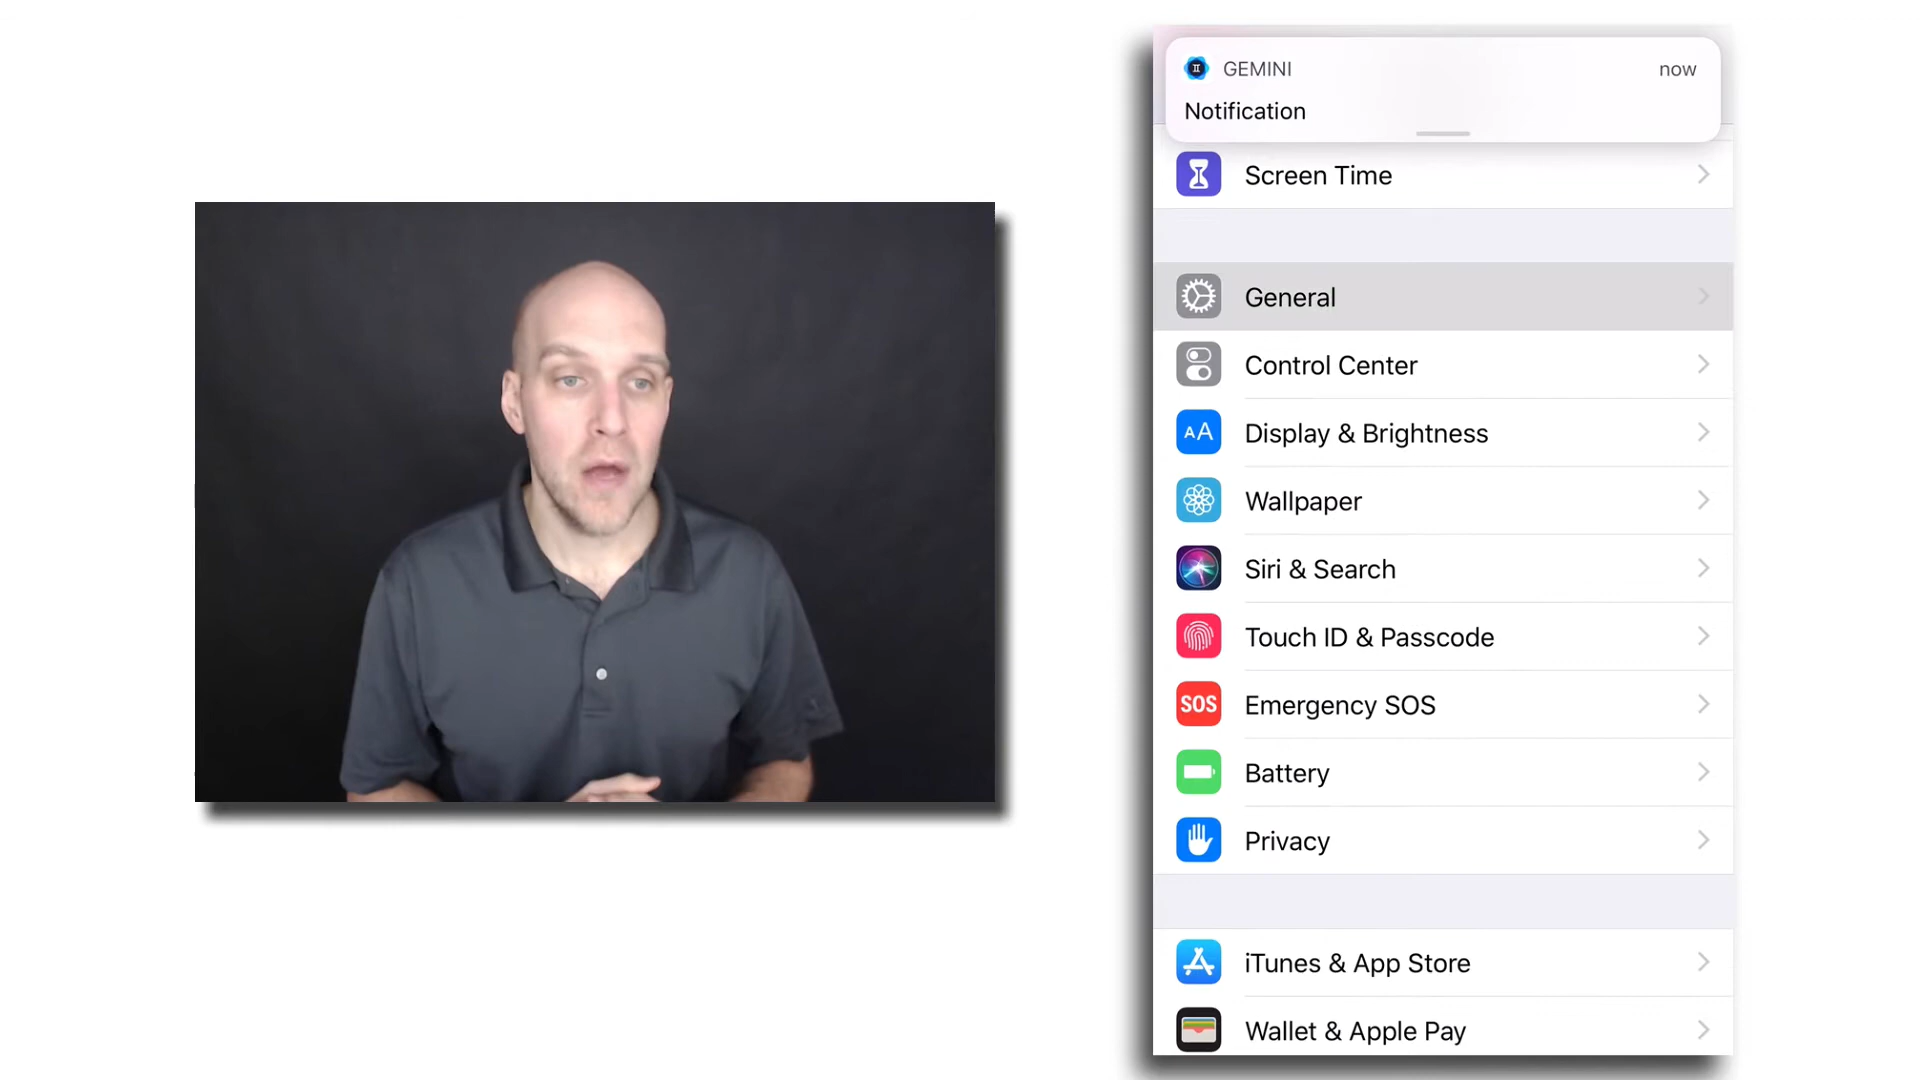 GEMINI
now
Notification
Screen Time
General
Control Center
AA
Display & Brightness
Wallpaper
Siri & Search
Touch ID & Passcode
SOS
Emergency SOS
Battery
Privacy
iTunes & App Store
Wallet & Apple Pay